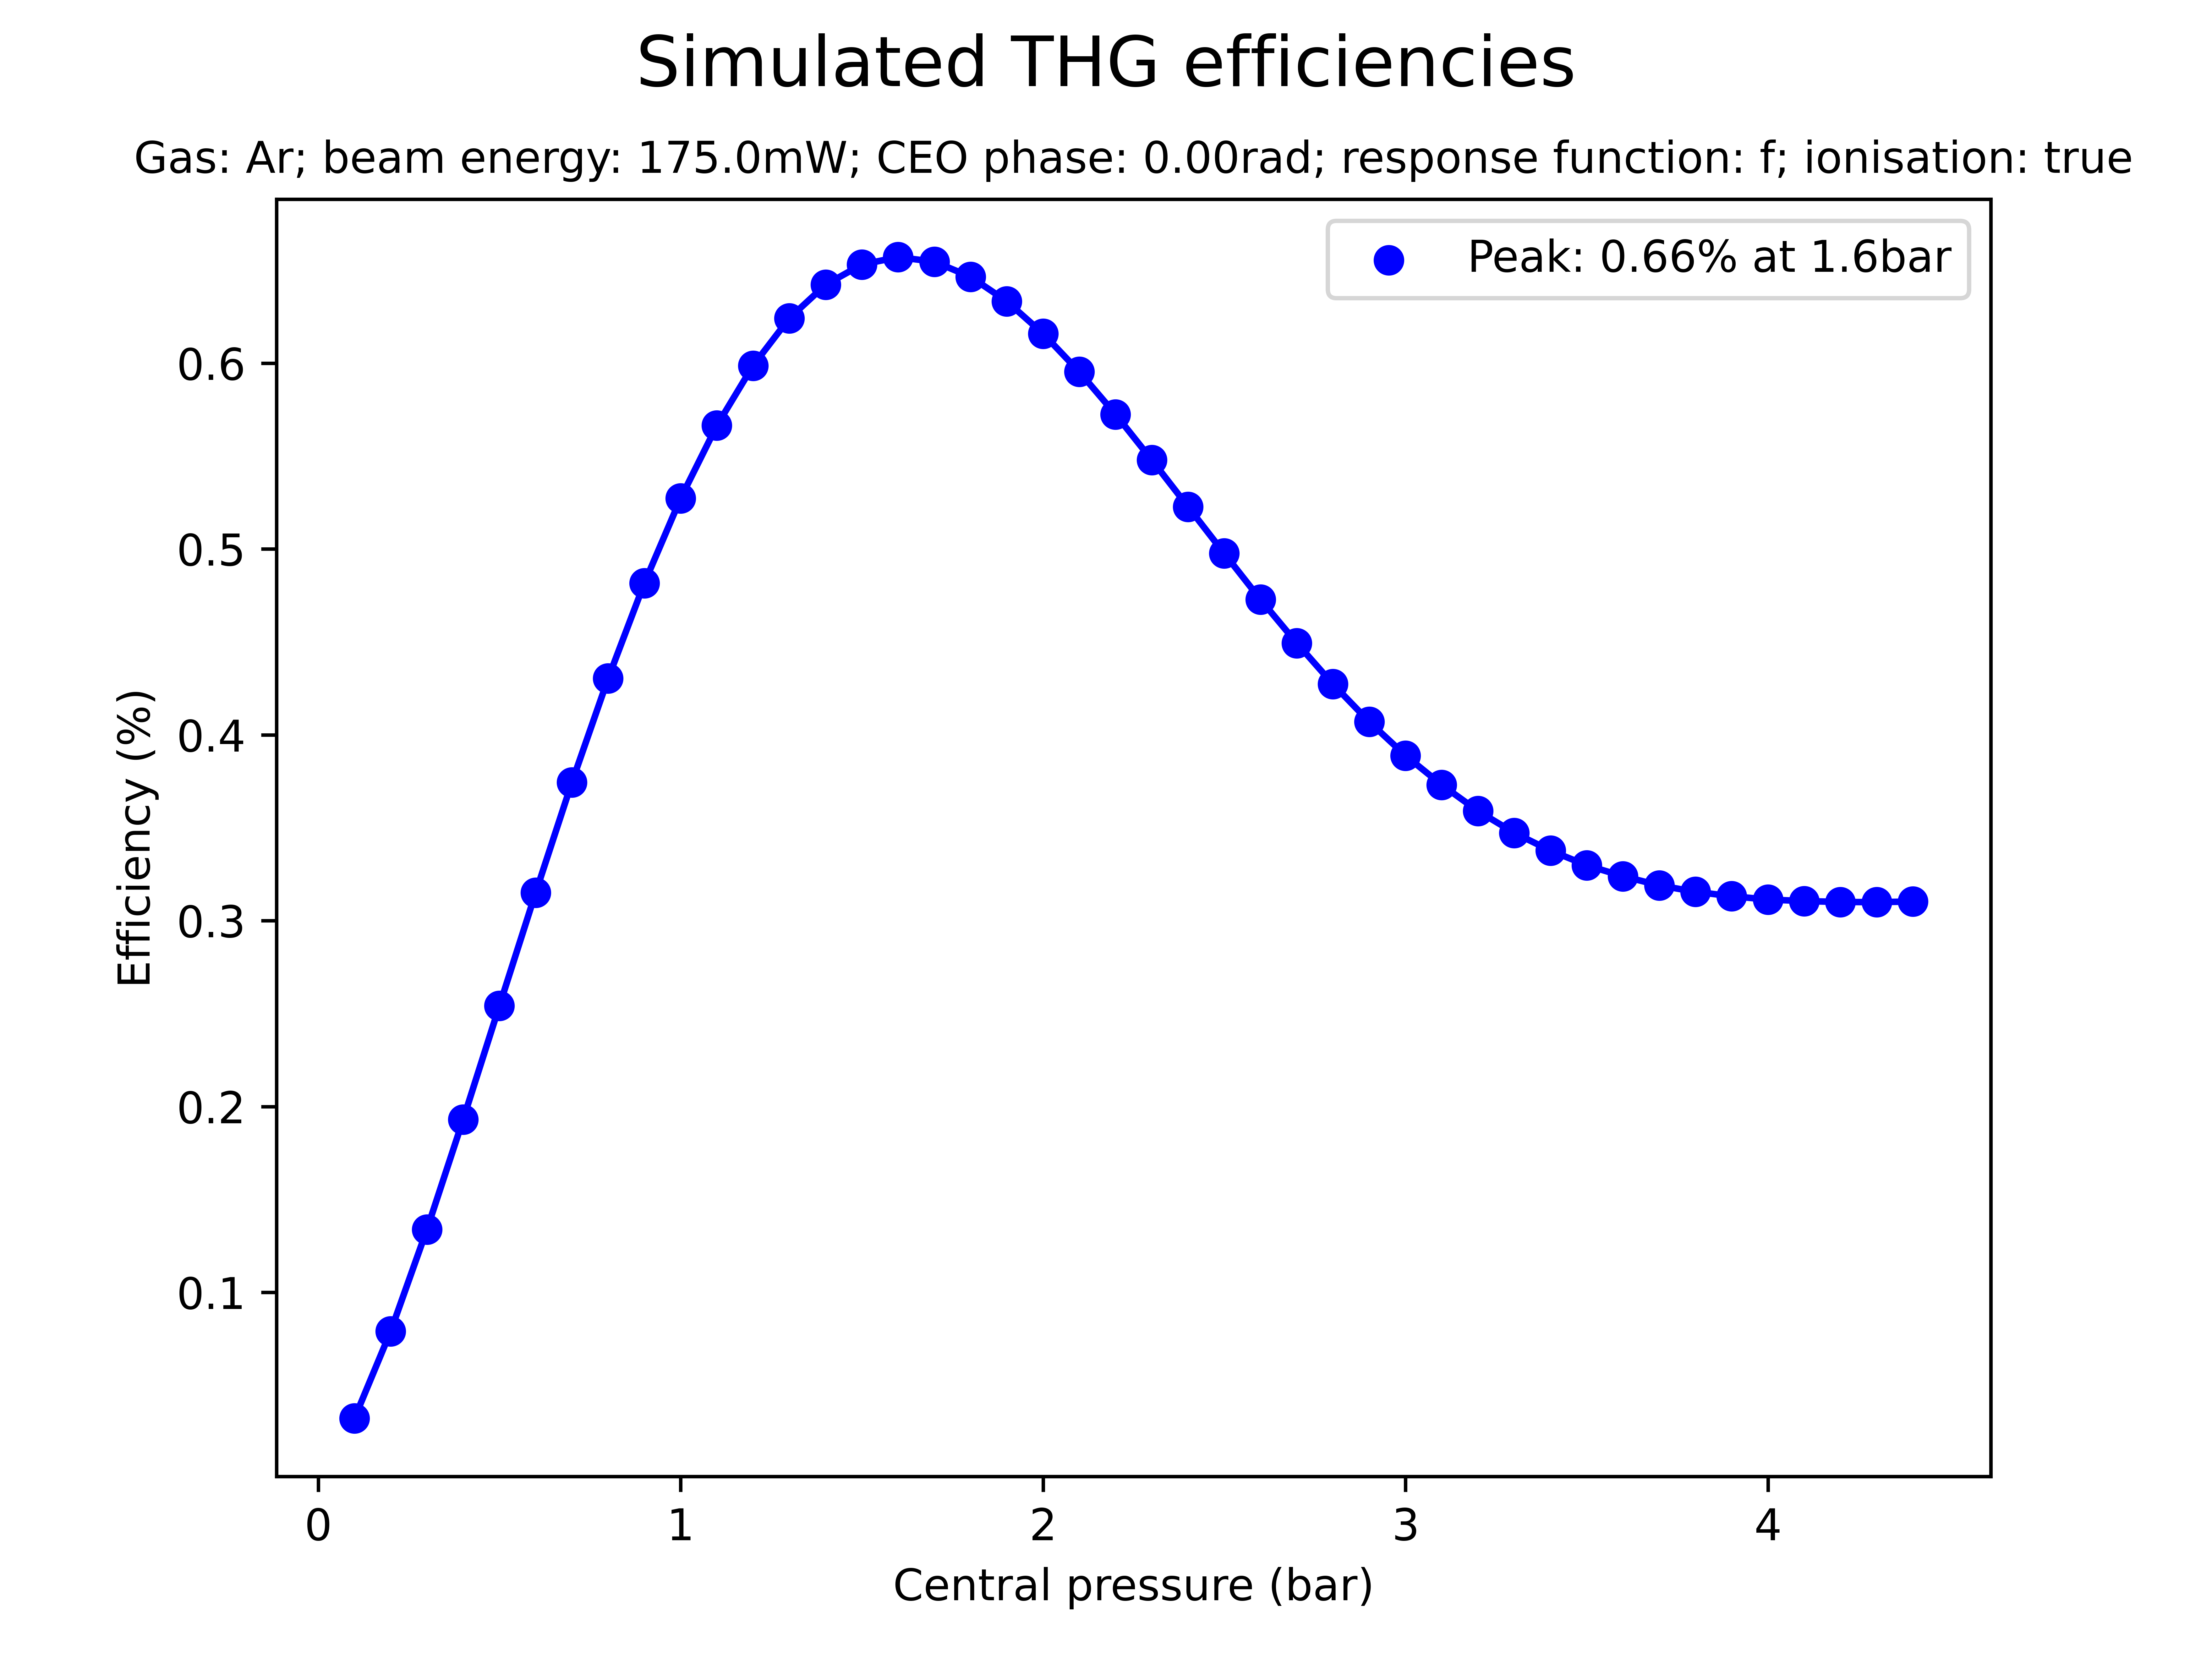 Simulated THG efficiencies
Gas: Ar; beam energy: 175.0mW; CEO phase: 0.00rad; response function: f; ionisation: true
Peak: 0.66% at 1.6bar
Efficiency (%)
0.6
0.5
0.4
0.3
0.2
0.1
0 1 2 3 4
Central pressure (bar)